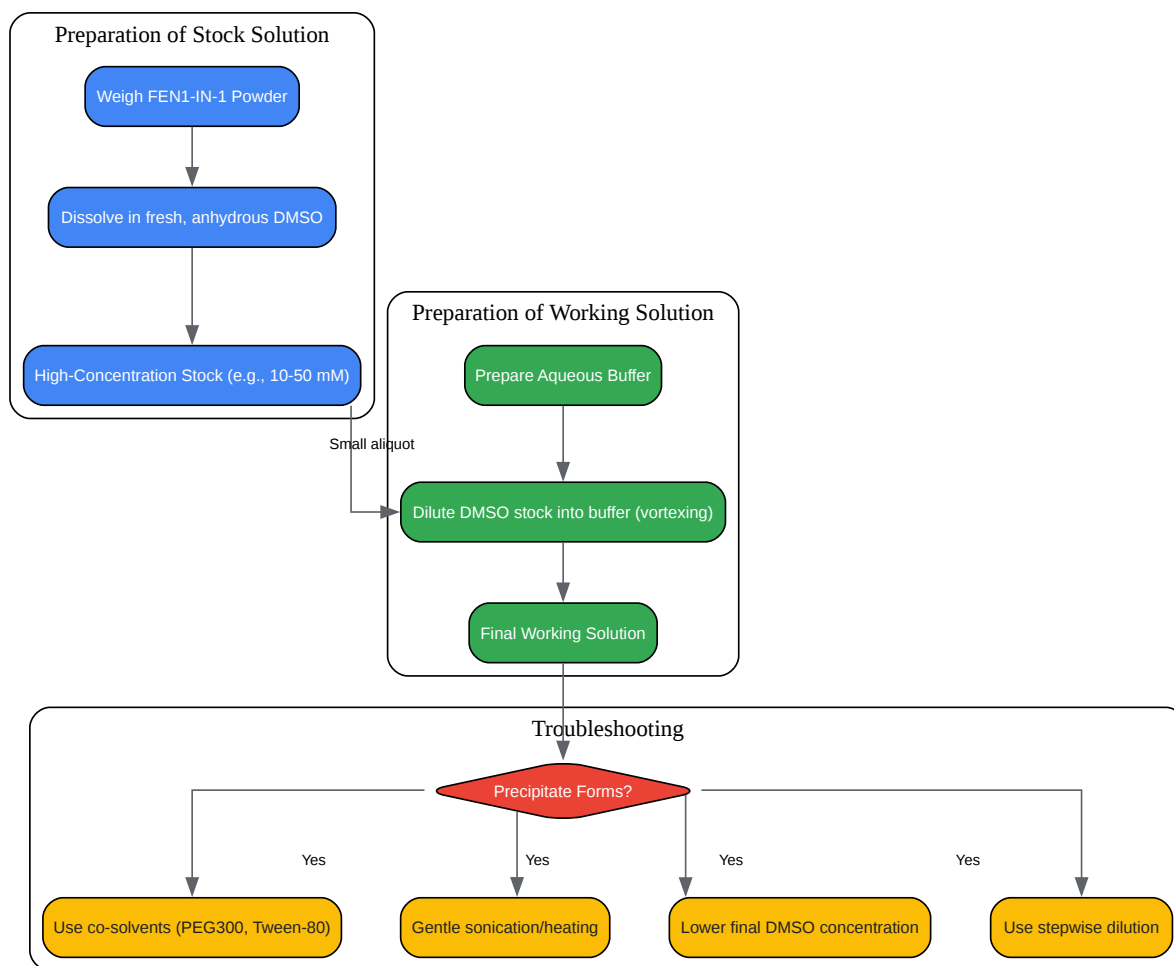 Preparation of Stock Solution
Weigh FEN1-IN-1 Powder
Dissolve in fresh, anhydrous DMSO
High-Concentration Stock (e.g., 10-50 mM)
Small aliquot
Preparation of Working Solution
Prepare Aqueous Buffer
Dilute DMSO stock into buffer (vortexing)
Final Working Solution
Troubleshooting
Precipitate Forms?
Yes
Yes
Yes
Yes
Use co-solvents (PEG300, Tween-80)
Gentle sonication/heating
Lower final DMSO concentration
Use stepwise dilution